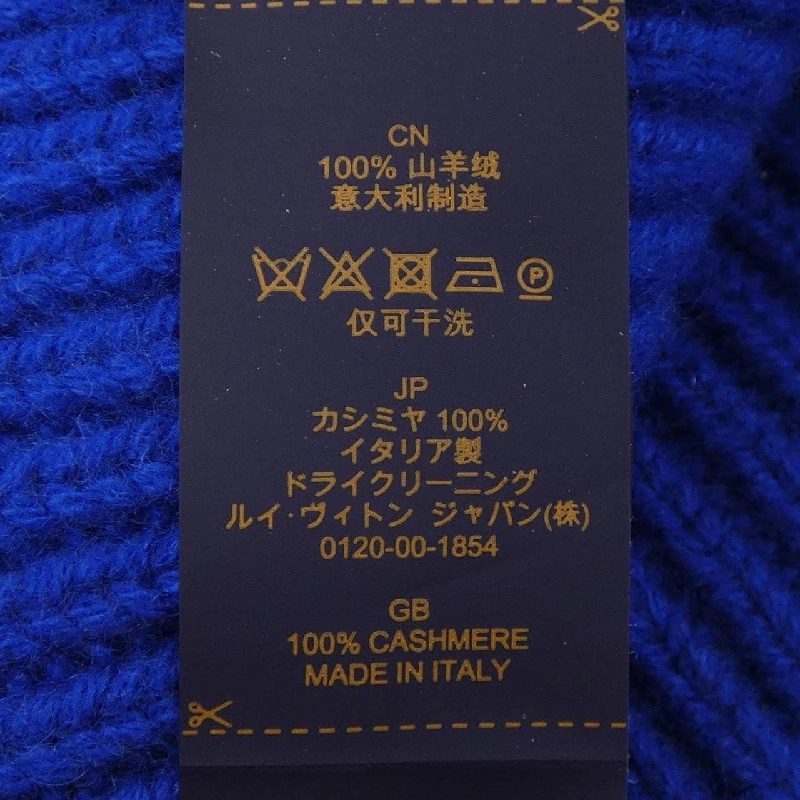 CN
100% 山羊绒
意大利制造
P
仅可干洗
JP
カシミヤ 100%
イタリア製
ドライクリーニング
ルイ・ヴィトン ジャパン(株)
0120-00-1854
GB
100% CASHMERE
MADE IN ITALY